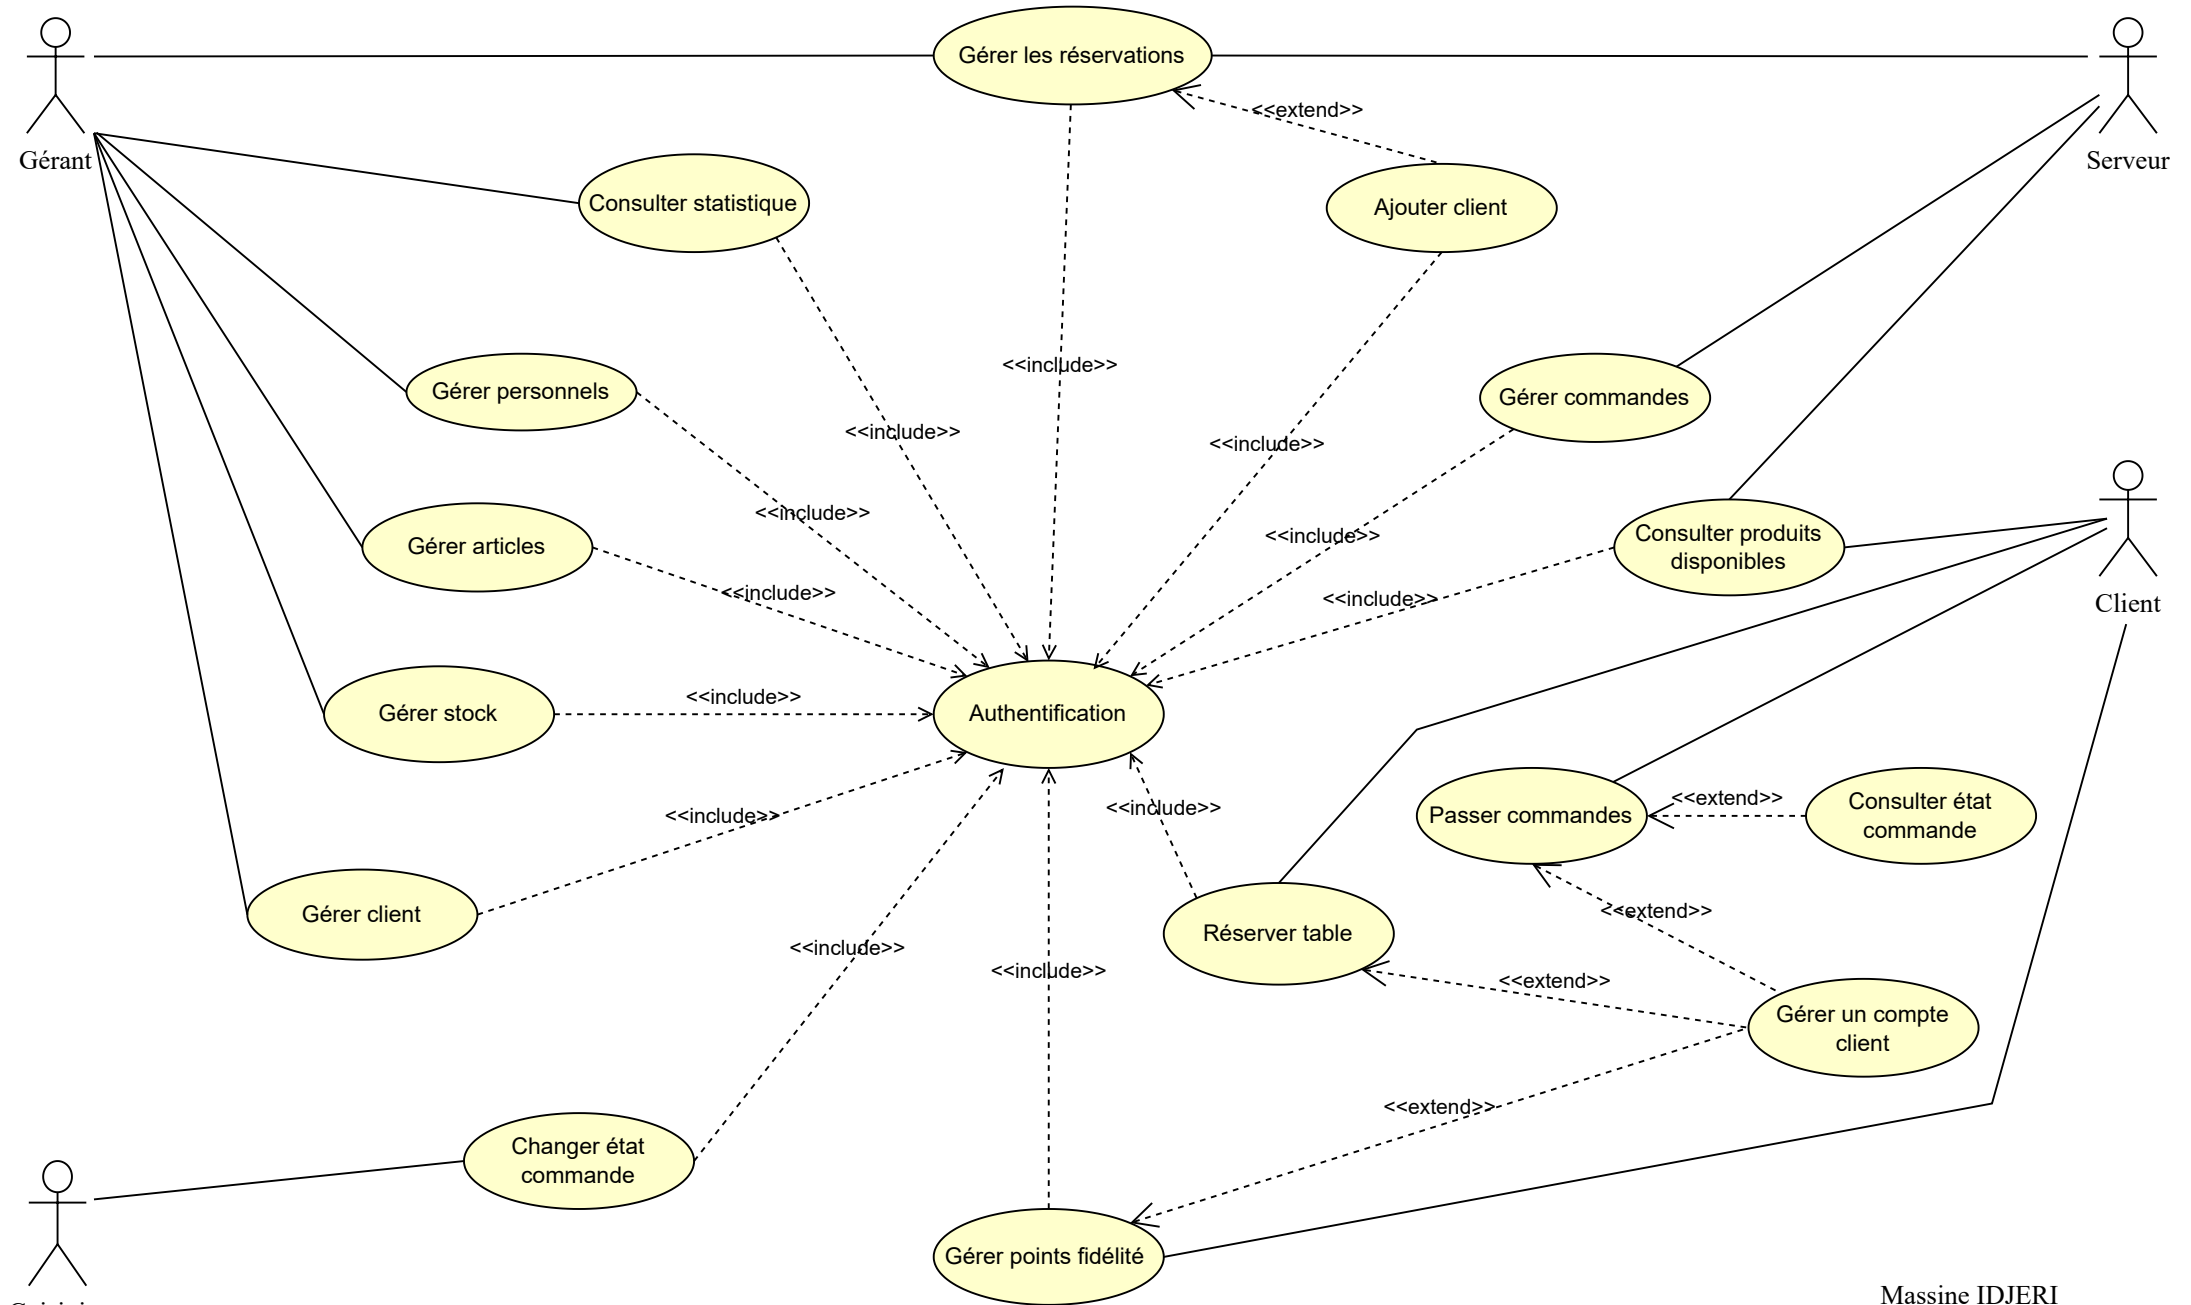 Gérer les réservations
<<extend>>
Gérant
Serveur
Consulter statistique
Ajouter client
<<include>>
Gérer personnels
Gérer commandes
<<include>>
<<include>>
<<include>>
<<include>>
Consulter produits
disponibles
Gérer articles
<<include>>
<<include>>
<<include>>
Client
<<include>>
Gérer stock
Authentification
<<extend>>
Consulter état
commande
<<include>>
<<include>>
Passer commandes
Gérer client
<<extend>>
Réserver table
<<include>>
<<include>>
<<extend>>
Gérer un compte
client
<<extend>>
Changer état
commande
Gérer points fidélité
Massine IDJERI